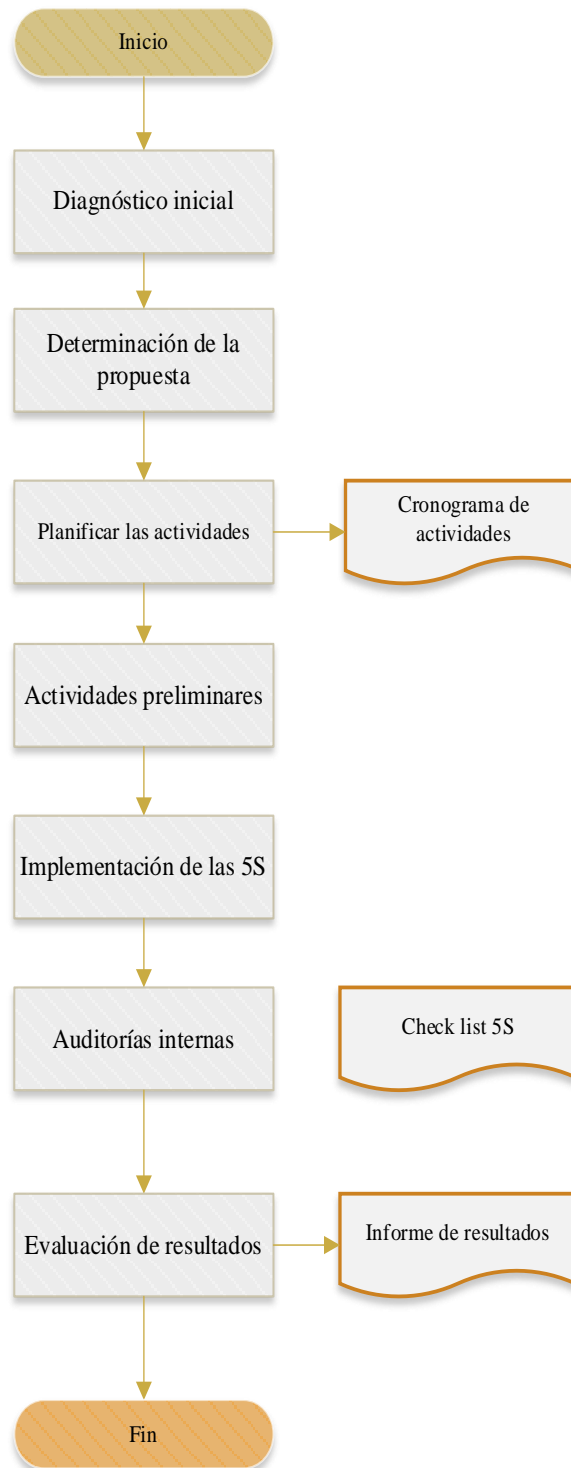 Inicio
Diagnóstico inicial
Determinación de la
propuesta
Planificar las actividades
Cronograma de
actividades
Actividades preliminares
Implementación de las 5S
Auditorías internas
Check list 5S
Evaluación de resultados
Informe de resultados
Fin